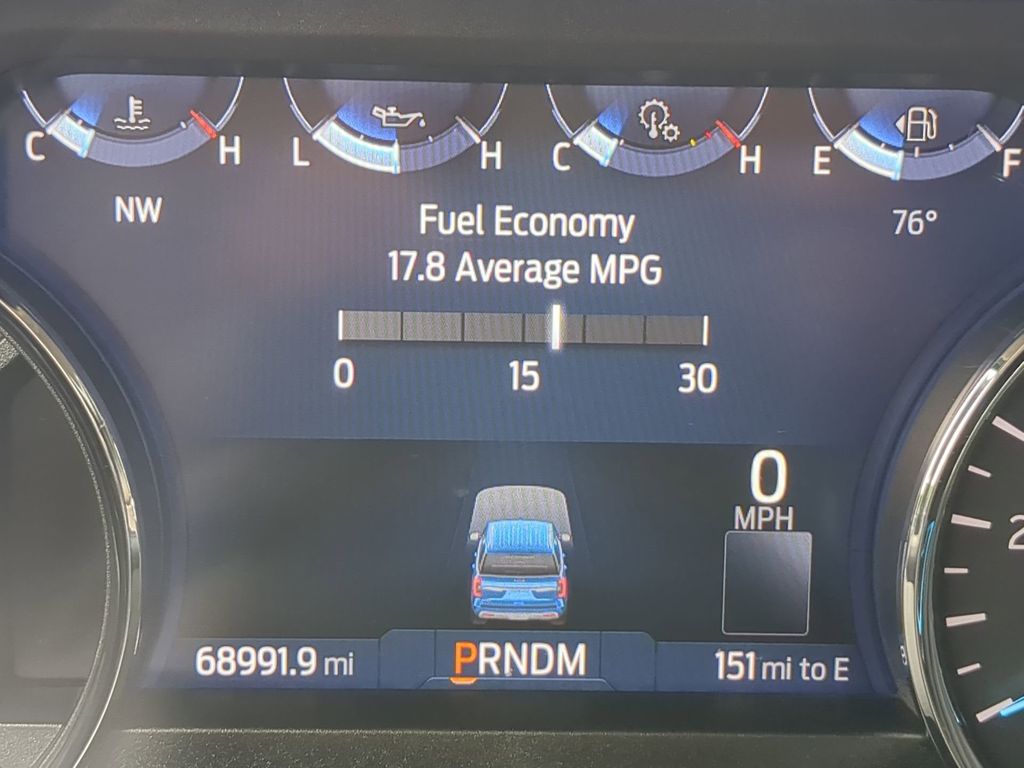 C H L H C H E F
NW
76°
Fuel Economy
17.8 Average MPG
0 15 30
0
MPH
68991.9 mi
PRNDM
151 mi to E
2